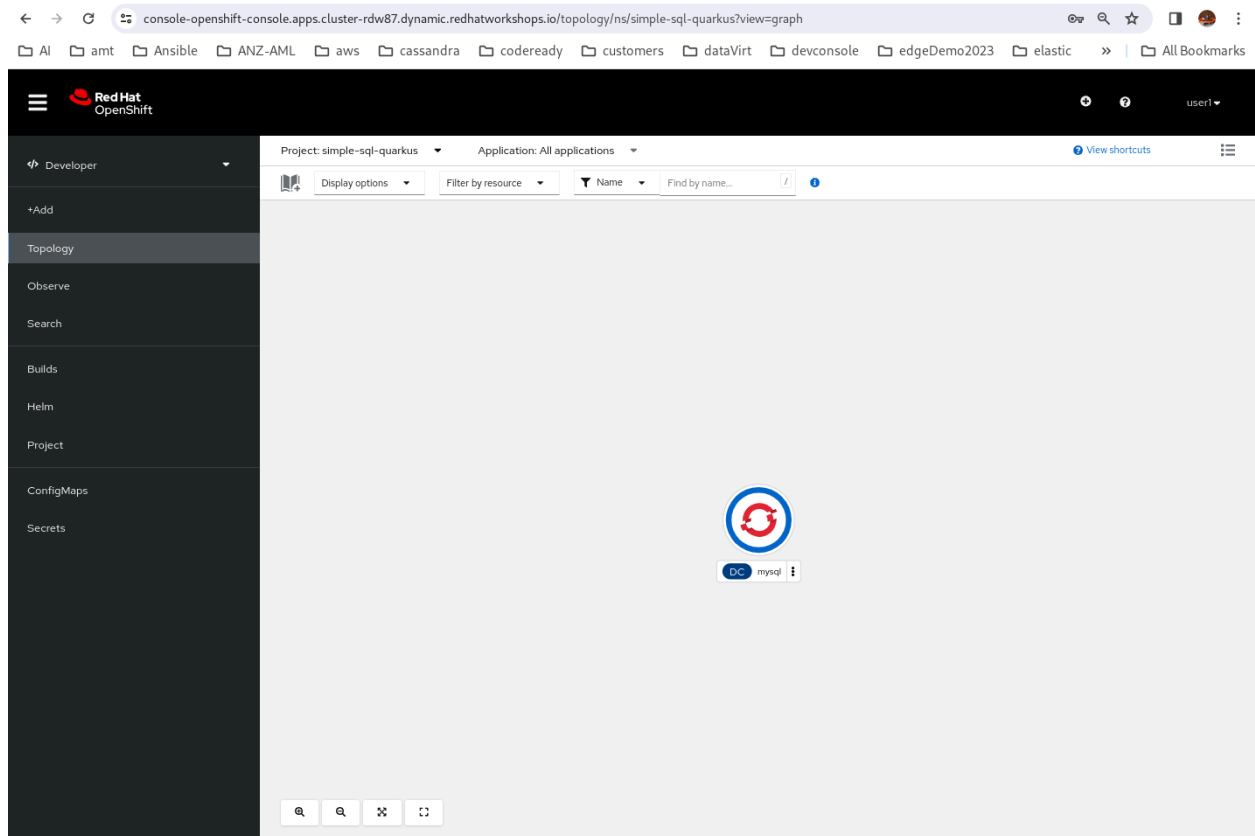 console-openshift-console.apps.cluster-rdw87.dynamic.redhatworkshops.io/topology/ns/simple-sql-quarkus?view=graph
AI amt Ansible ANZ-AML aws cassandra codeready customers dataVirt devconsole edgeDemo2023 elastic » All Bookmarks
Red Hat
OpenShift
user1
Developer
Project: simple-sql-quarkus Application: All applications View shortcuts
Display options Filter by resource Name Find by name... /
+Add
Topology
Observe
Search
Builds
Helm
Project
ConfigMaps
Secrets
DC mysql